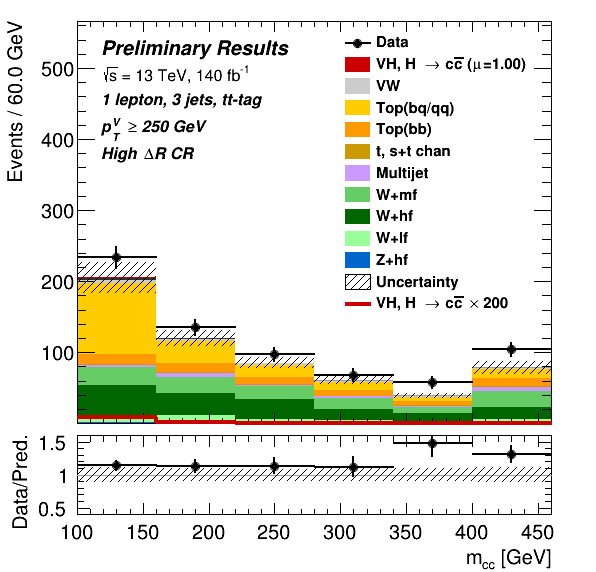 Events / 60.0 GeV
500
400
300
200
100
Preliminary Results
√s = 13 TeV, 140 fb⁻¹
1 lepton, 3 jets, tt-tag
p_T^V ≥ 250 GeV
High ΔR CR
Data
VH, H → cc̅ (μ=1.00)
VW
Top(bq/qq)
Top(bb)
t, s+t chan
Multijet
W+mf
W+hf
W+lf
Z+hf
Uncertainty
VH, H → cc̅ × 200
Data/Pred.
1.5
1
0.5
100 150 200 250 300 350 400 450
m_cc [GeV]